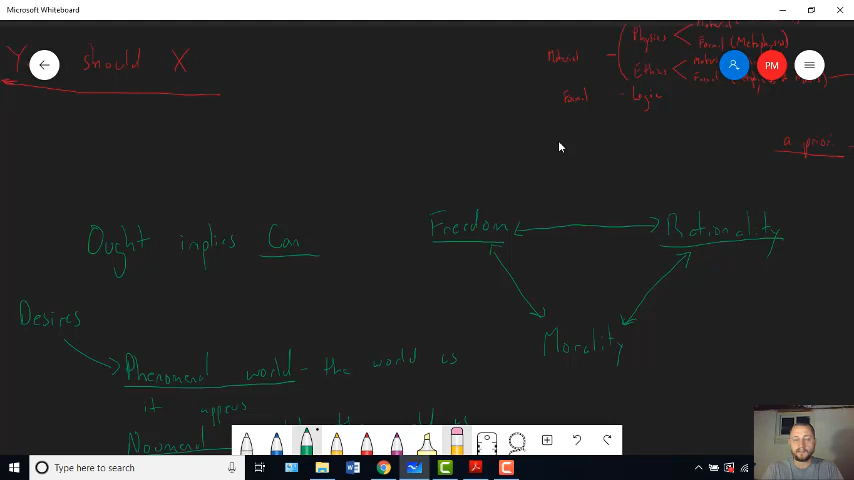 Microsoft Whiteboard
Y should X
Physics
Formal (Metaphysics)
Material
Ethics
Formal - Logic
PM
a priori
Ought implies Can
Freedom
Rationality
Morality
Desires
Phenomenal world - the world as
it appears
Noumenal
Type here to search